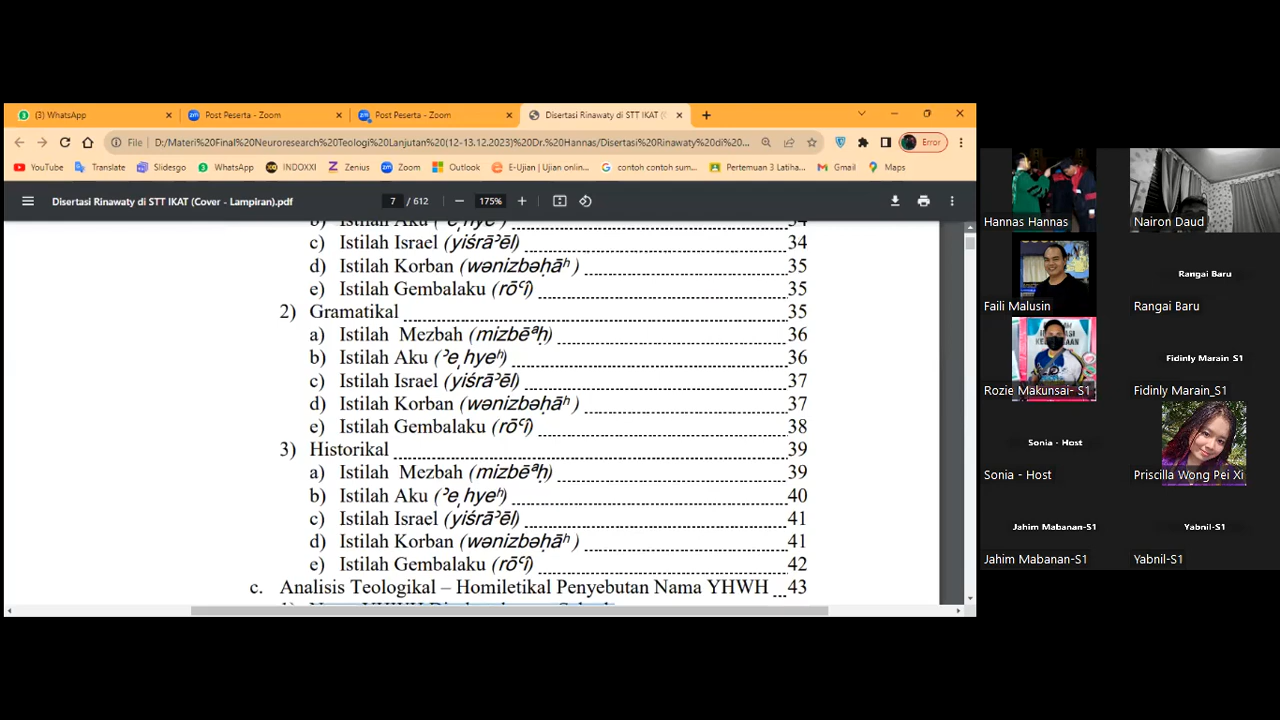 (3) WhatsApp
Post Peserta - Zoom
Post Peserta - Zoom
Disertasi Rinawaty di STT IKAT (
File D:/Materi%20Final%20Neuroresearch%20Teologi%20Lanjutan%20(12-13.12.2023)%20Dr.%20Hannas/Disertasi%20Rinawaty%20di%20...
Error
YouTube Translate Slidesgo WhatsApp INDOXXI Zenius Zoom Outlook E-Ujian | Ujian onlin... contoh contoh sum... Pertemuan 3 Latiha... Gmail Maps
Disertasi Rinawaty di STT IKAT (Cover - Lampiran).pdf
7 / 612
175%
b) Istilah Aku (ʾẹhyeʰ) 34
c) Istilah Israel (yiśrāʾēl) 34
d) Istilah Korban (wənizbəḥāʰ) 35
e) Istilah Gembalaku (rōʿî) 35
2) Gramatikal 35
a) Istilah Mezbah (mizbēᵃḥ) 36
b) Istilah Aku (ʾẹhyeʰ) 36
c) Istilah Israel (yiśrāʾēl) 37
d) Istilah Korban (wənizbəḥāʰ) 37
e) Istilah Gembalaku (rōʿî) 38
3) Historikal 39
a) Istilah Mezbah (mizbēᵃḥ) 39
b) Istilah Aku (ʾẹhyeʰ) 40
c) Istilah Israel (yiśrāʾēl) 41
d) Istilah Korban (wənizbəḥāʰ) 41
e) Istilah Gembalaku (rōʿî) 42
c. Analisis Teologikal – Homiletikal Penyebutan Nama YHWH 43
Hannas Hannas
Nairon Daud
Faili Malusin
Rangai Baru
Rangai Baru
Rozie Makunsai- S1
Fidinly Marain S1
Fidinly Marain_S1
Sonia - Host
Sonia - Host
Priscilla Wong Pei Xi
Jahim Mabanan-S1
Jahim Mabanan-S1
Yabnil-S1
Yabnil-S1